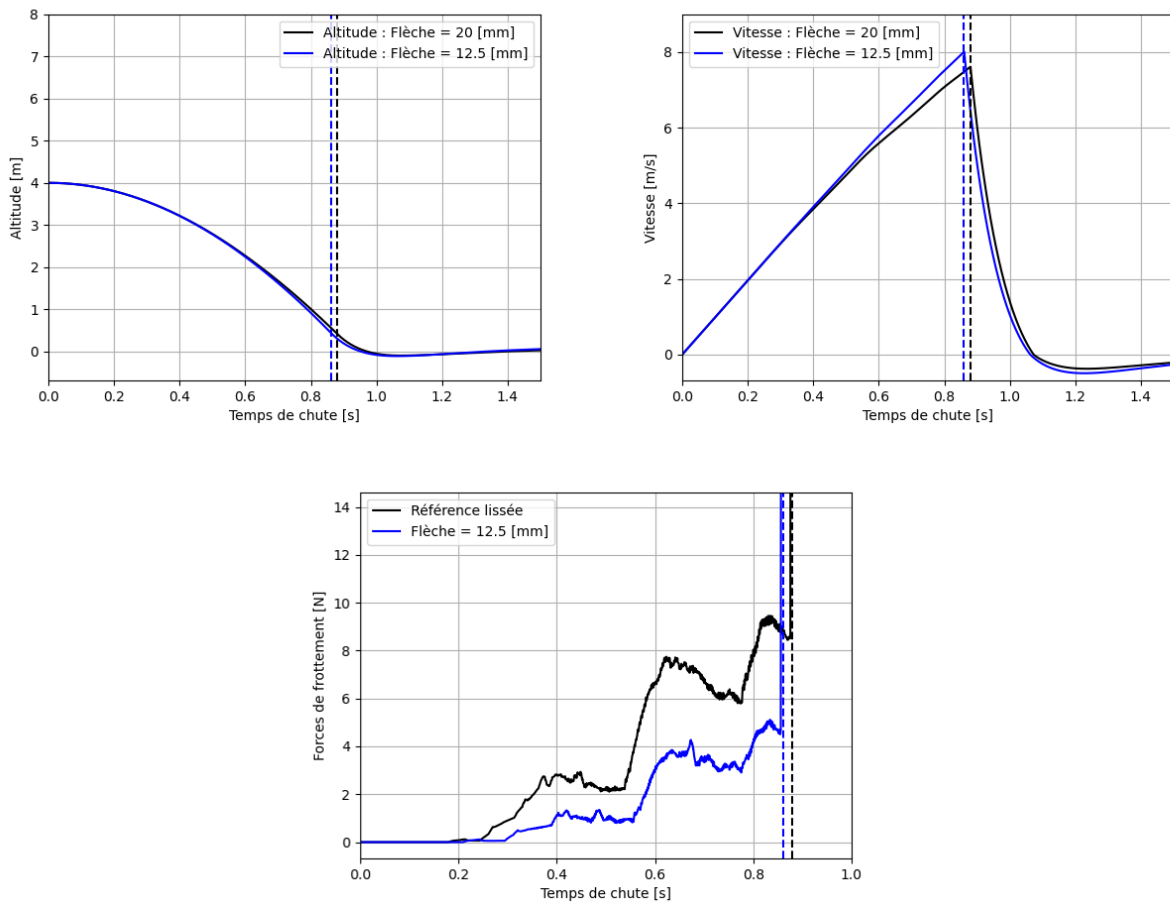 Altitude : Flèche = 20 [mm]
Altitude : Flèche = 12.5 [mm]
8
7
6
5
4
3
2
1
0
Altitude [m]
0.0 0.2 0.4 0.6 0.8 1.0 1.2 1.4
Temps de chute [s]
Vitesse : Flèche = 20 [mm]
Vitesse : Flèche = 12.5 [mm]
8
6
4
2
0
Vitesse [m/s]
0.0 0.2 0.4 0.6 0.8 1.0 1.2 1.4
Temps de chute [s]
Référence lissée
Flèche = 12.5 [mm]
14
12
10
8
6
4
2
0
Forces de frottement [N]
0.0 0.2 0.4 0.6 0.8 1.0
Temps de chute [s]